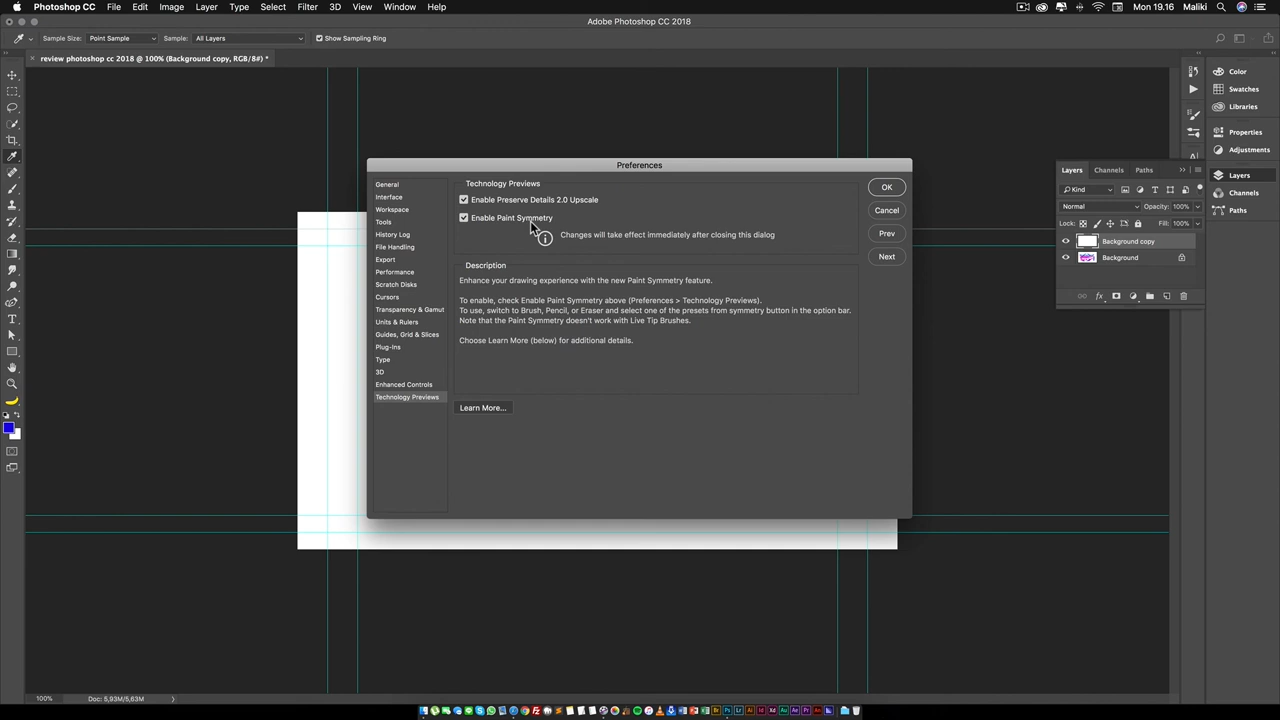 Photoshop CC File Edit Image Layer Type Select Filter 3D View Window Help Mon 19.16 Maliki
Adobe Photoshop CC 2018
Sample Size: Point Sample Sample: All Layers Show Sampling Ring
review photoshop cc 2018 @ 100% (Background copy, RGB/8#) *
Preferences
General
Interface
Workspace
Tools
History Log
File Handling
Export
Performance
Scratch Disks
Cursors
Transparency & Gamut
Units & Rulers
Guides, Grid & Slices
Plug-Ins
Type
3D
Enhanced Controls
Technology Previews
Technology Previews
Enable Preserve Details 2.0 Upscale
Enable Paint Symmetry
Changes will take effect immediately after closing this dialog
Description
Enhance your drawing experience with the new Paint Symmetry feature.
To enable, check Enable Paint Symmetry above (Preferences > Technology Previews).
To use, switch to Brush, Pencil, or Eraser and select one of the presets from symmetry button in the option bar.
Note that the Paint Symmetry doesn't work with Live Tip Brushes.
Choose Learn More (below) for additional details.
Learn More...
OK
Cancel
Prev
Next
Color
Swatches
Libraries
Properties
Adjustments
Layers
Channels
Paths
Layers Channels Paths
Kind
Normal Opacity: 100%
Lock: Fill: 100%
Background copy
Background
100% Doc: 5,93M/5,63M